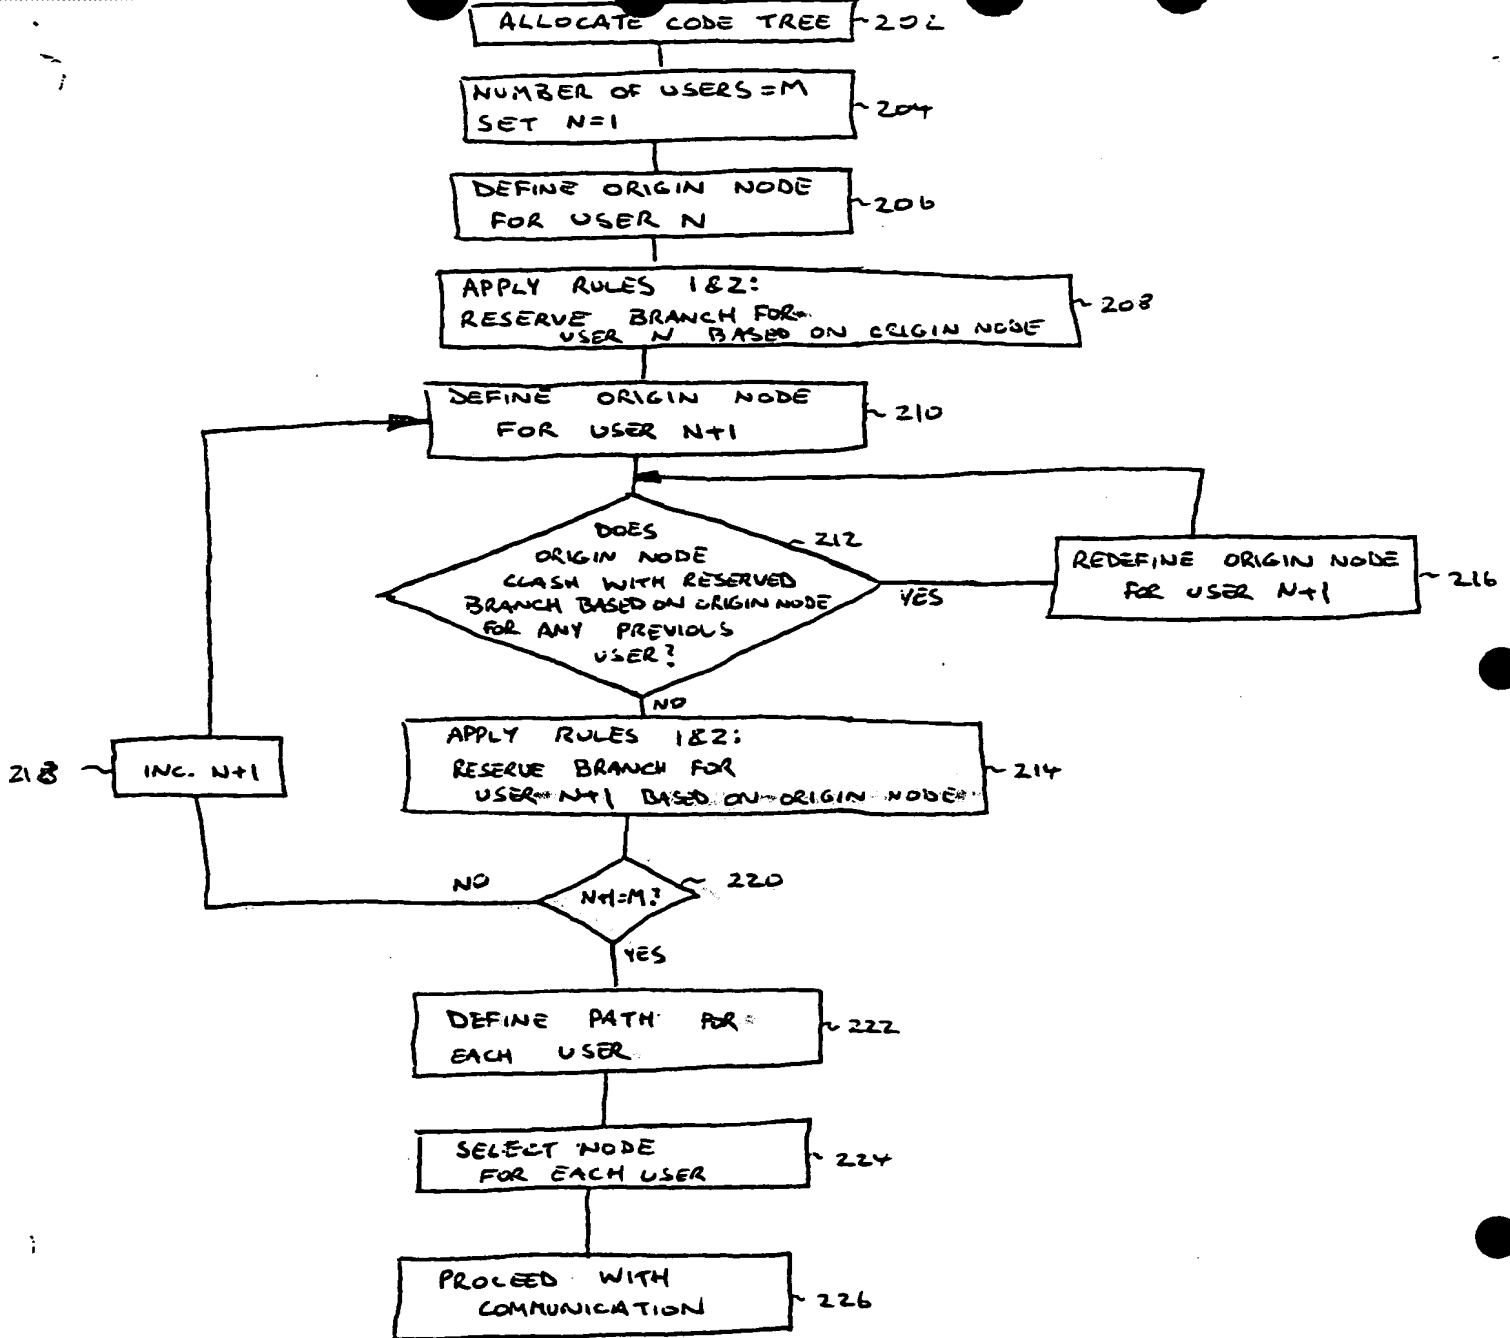 ALLOCATE CODE TREE 202
NUMBER OF USERS = M
SET N=1
204
DEFINE ORIGIN NODE
FOR USER N
206
APPLY RULES 1&2:
RESERVE BRANCH FOR
USER N BASED ON ORIGIN NODE
208
DEFINE ORIGIN NODE
FOR USER N+1
210
DOES
ORIGIN NODE
CLASH WITH RESERVED
BRANCH BASED ON ORIGIN NODE
FOR ANY PREVIOUS
USER?
212
YES
REDEFINE ORIGIN NODE
FOR USER N+1
216
NO
APPLY RULES 1&2:
RESERVE BRANCH FOR
USER N+1 BASED ON ORIGIN NODE
214
218
INC. N+1
NO
N+1=M?
220
YES
DEFINE PATH FOR
EACH USER
222
SELECT NODE
FOR EACH USER
224
PROCEED WITH
COMMUNICATION
226